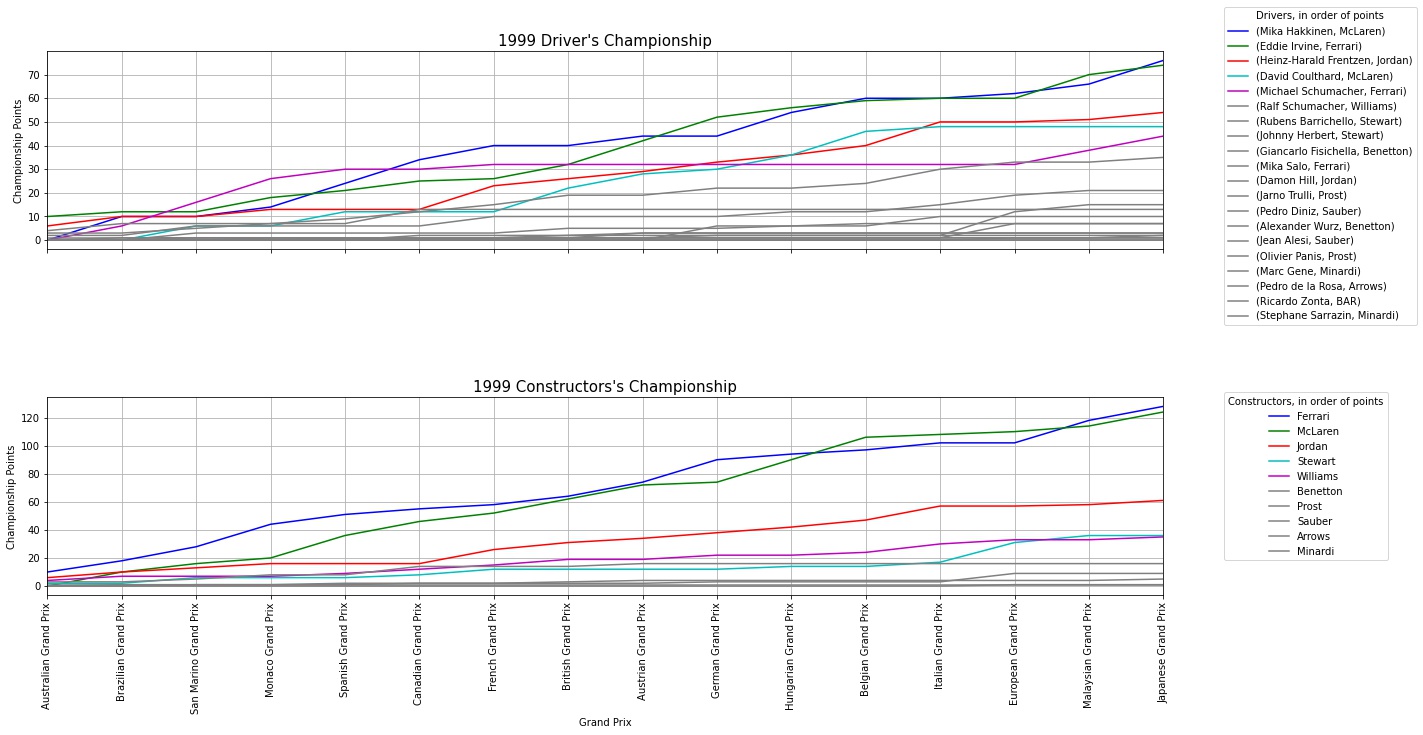 1999 Driver's Championship
Championship Points
70
60
50
40
30
20
10
0
Drivers, in order of points
(Mika Hakkinen, McLaren)
(Eddie Irvine, Ferrari)
(Heinz-Harald Frentzen, Jordan)
(David Coulthard, McLaren)
(Michael Schumacher, Ferrari)
(Ralf Schumacher, Williams)
(Rubens Barrichello, Stewart)
(Johnny Herbert, Stewart)
(Giancarlo Fisichella, Benetton)
(Mika Salo, Ferrari)
(Damon Hill, Jordan)
(Jarno Trulli, Prost)
(Pedro Diniz, Sauber)
(Alexander Wurz, Benetton)
(Jean Alesi, Sauber)
(Olivier Panis, Prost)
(Marc Gene, Minardi)
(Pedro de la Rosa, Arrows)
(Ricardo Zonta, BAR)
(Stephane Sarrazin, Minardi)
1999 Constructors's Championship
Championship Points
120
100
80
60
40
20
0
Australian Grand Prix
Brazilian Grand Prix
San Marino Grand Prix
Monaco Grand Prix
Spanish Grand Prix
Canadian Grand Prix
French Grand Prix
British Grand Prix
Austrian Grand Prix
German Grand Prix
Hungarian Grand Prix
Belgian Grand Prix
Italian Grand Prix
European Grand Prix
Malaysian Grand Prix
Japanese Grand Prix
Grand Prix
Constructors, in order of points
Ferrari
McLaren
Jordan
Stewart
Williams
Benetton
Prost
Sauber
Arrows
Minardi